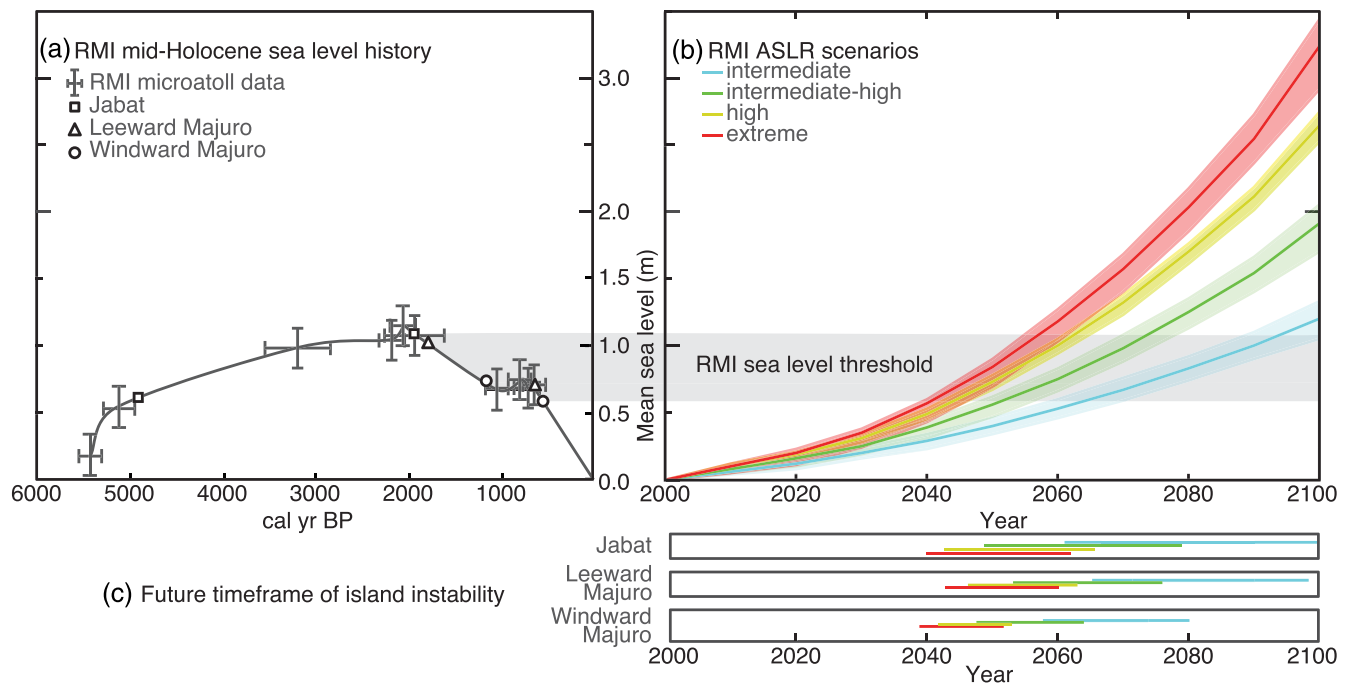 (a) RMI mid-Holocene sea level history
RMI microatoll data
Jabat
Leeward Majuro
Windward Majuro
3.0
2.0
1.5
1.0
0.5
0.0
6000 5000 4000 3000 2000 1000
cal yr BP
Mean sea level (m)
(b) RMI ASLR scenarios
intermediate
intermediate-high
high
extreme
RMI sea level threshold
2000 2020 2040 2060 2080 2100
Year
(c) Future timeframe of island instability
Jabat
Leeward
Majuro
Windward
Majuro
2000 2020 2040 2060 2080 2100
Year